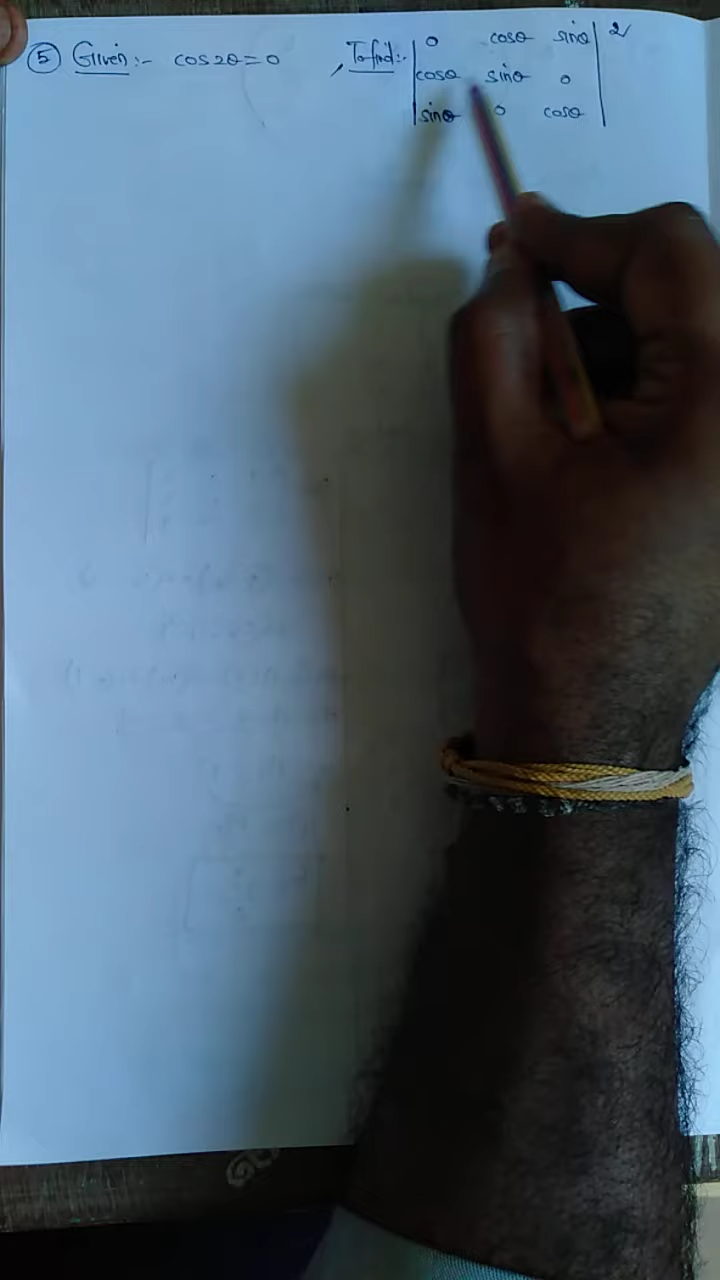 ⑤ Given:- cos2θ=0 , To find:- | 0 cosθ sinθ |²
| cosθ sinθ 0 |
| sinθ 0 cosθ |